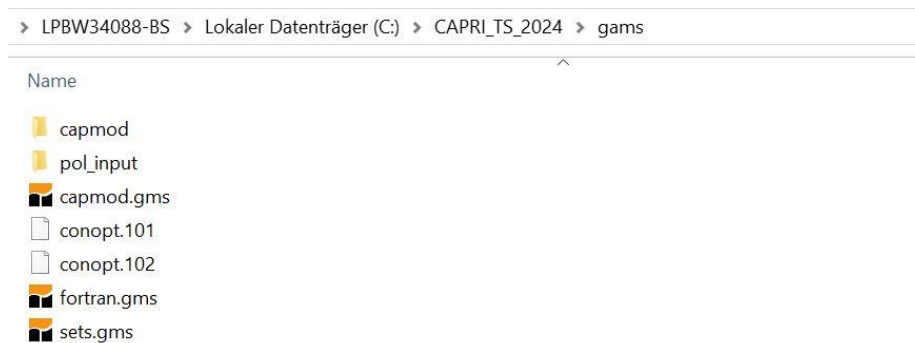 LPBW34088-BS > Lokaler Datenträger (C:) > CAPRI_TS_2024 > gams
Name
capmod
pol_input
capmod.gms
conopt.101
conopt.102
fortran.gms
sets.gms